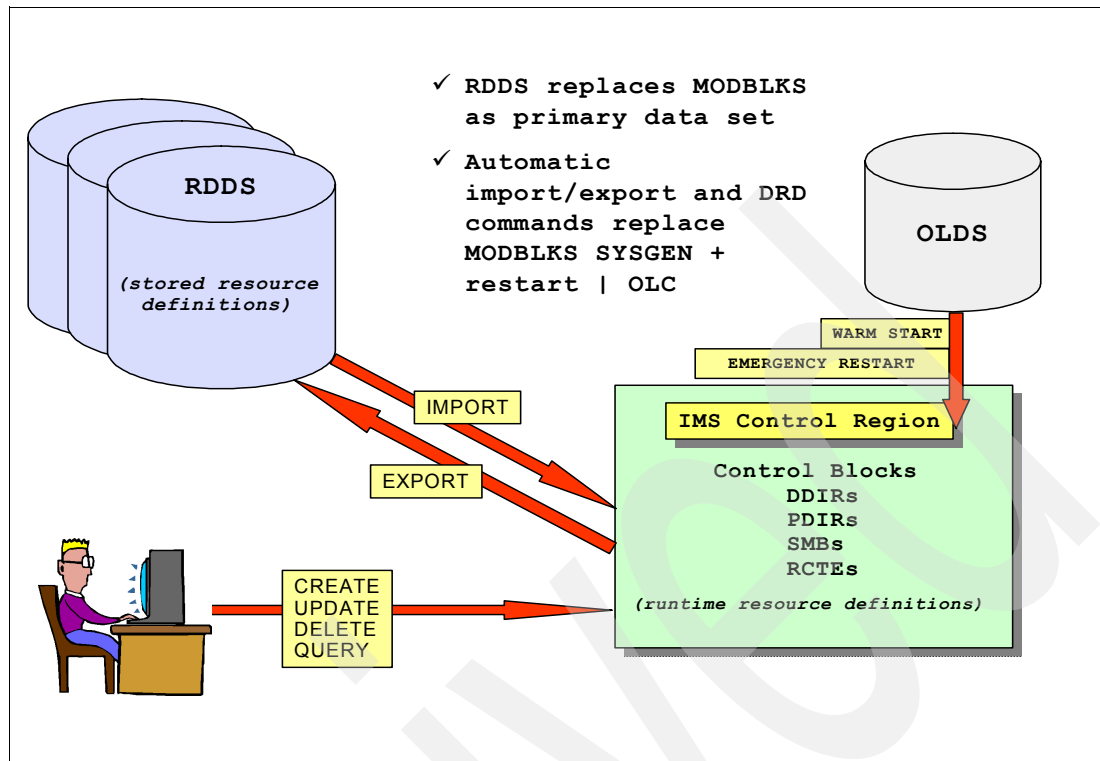 ✓ RDDS replaces MODBLKS
as primary data set
✓ Automatic
import/export and DRD
commands replace
MODBLKS SYSGEN +
restart | OLC
RDDS
(stored resource
definitions)
OLDS
WARM START
EMERGENCY RESTART
IMPORT
EXPORT
IMS Control Region
Control Blocks
DDIRs
PDIRs
SMBs
RCTEs
(runtime resource definitions)
CREATE
UPDATE
DELETE
QUERY